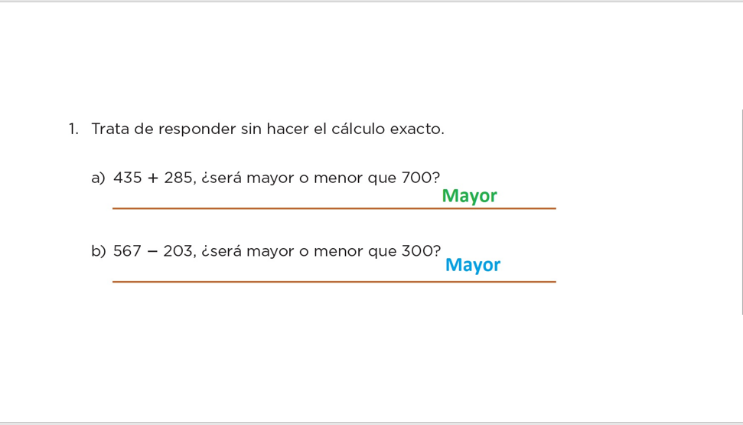 1. Trata de responder sin hacer el cálculo exacto.
a) 435 + 285, ¿será mayor o menor que 700?
Mayor
b) 567 − 203, ¿será mayor o menor que 300?
Mayor